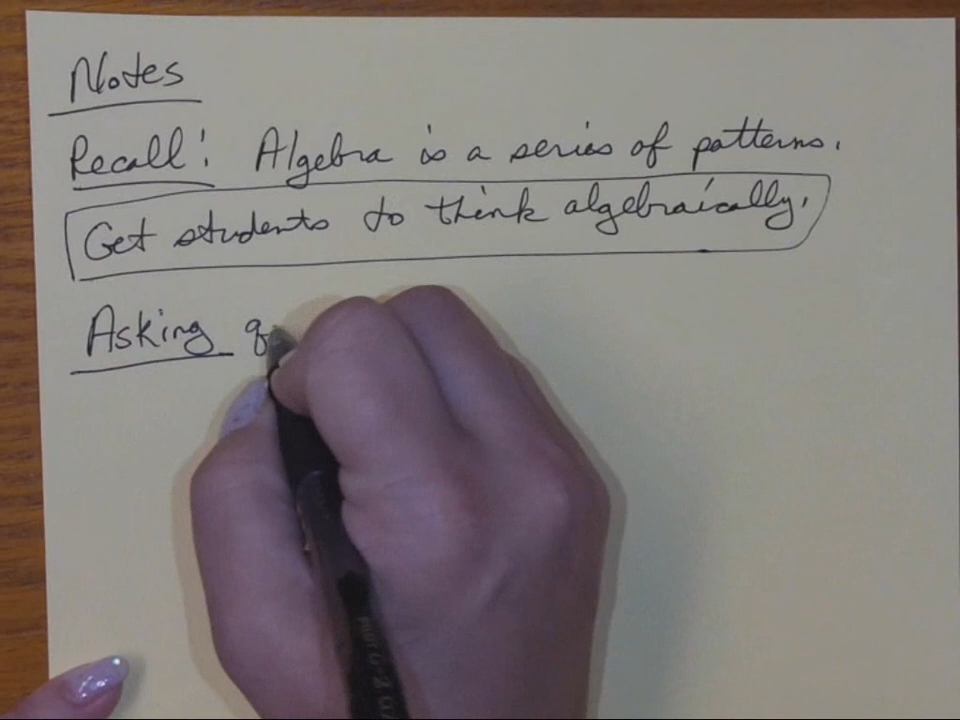 Notes
Recall: Algebra is a series of patterns.
Get students to think algebraically.
Asking q